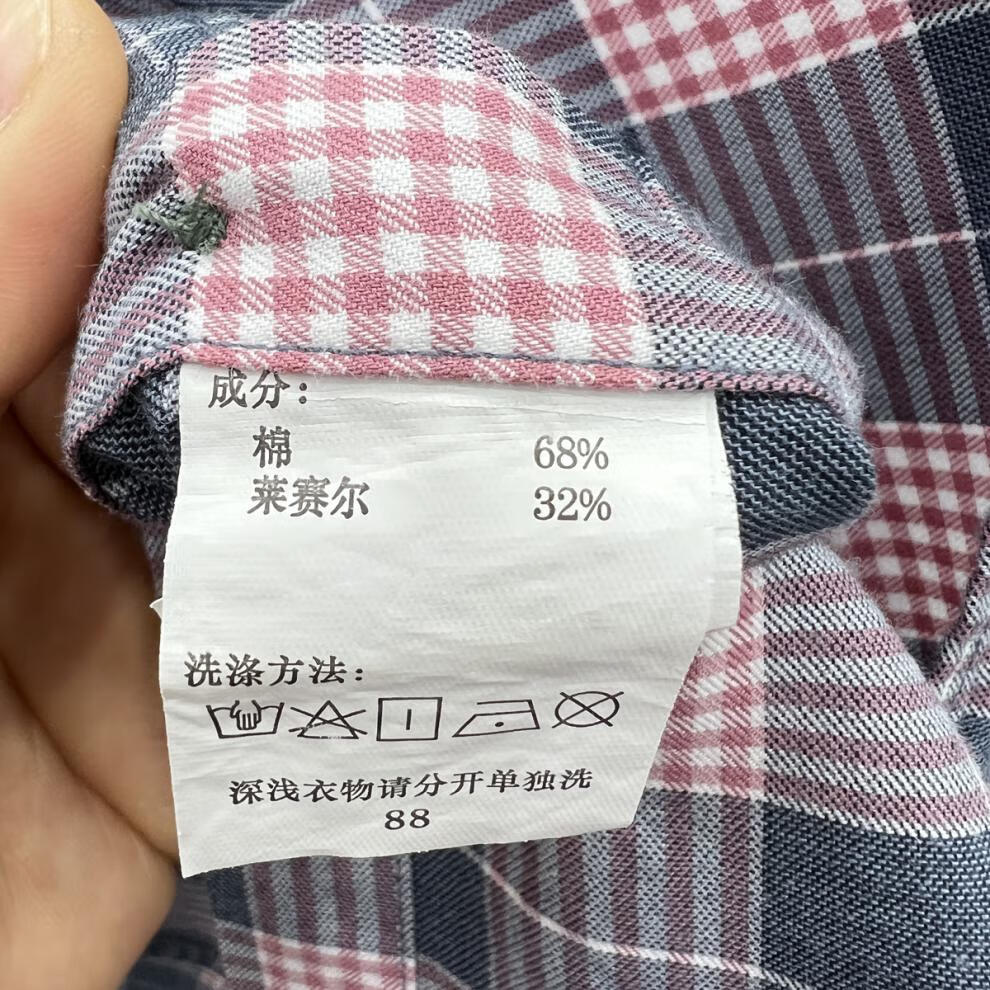 成分:
棉 68%
莱赛尔 32%
洗涤方法:
深浅衣物请分开单独洗
88